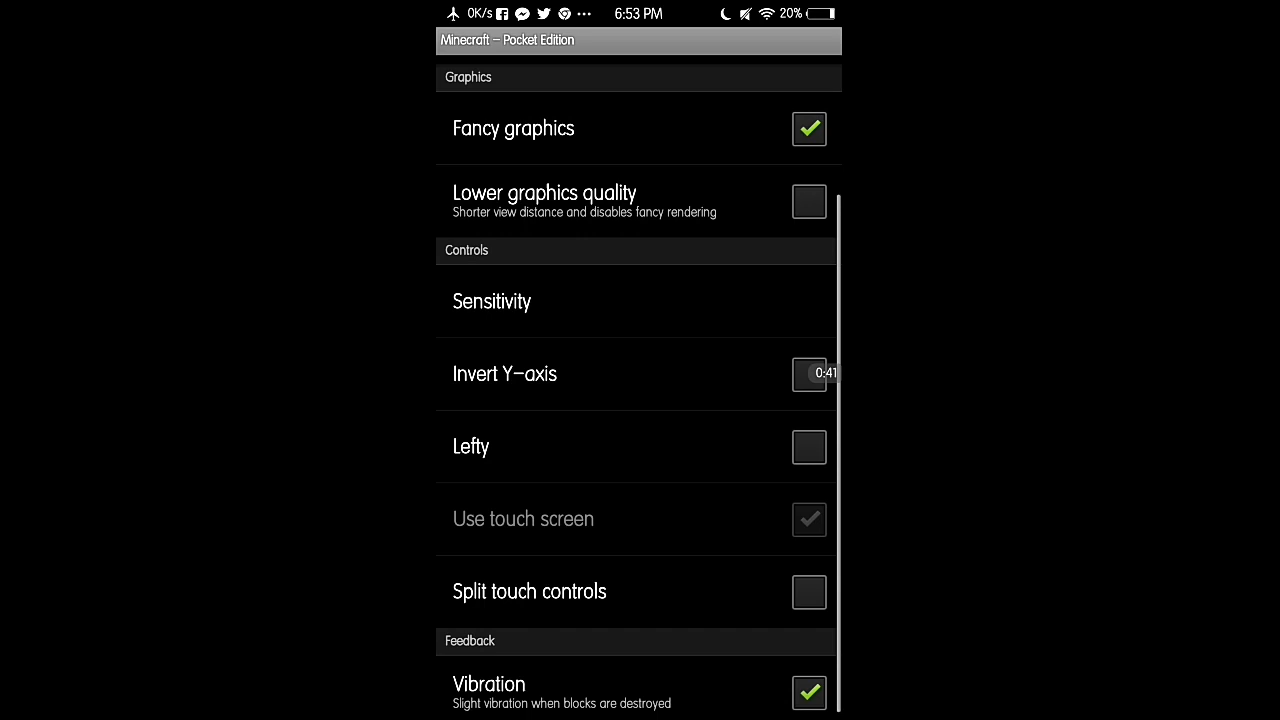 0K/s ... 6:53 PM 20%
Minecraft - Pocket Edition
Graphics
Fancy graphics
Lower graphics quality
Shorter view distance and disables fancy rendering
Controls
Sensitivity
Invert Y-axis
0:41
Lefty
Use touch screen
Split touch controls
Feedback
Vibration
Slight vibration when blocks are destroyed